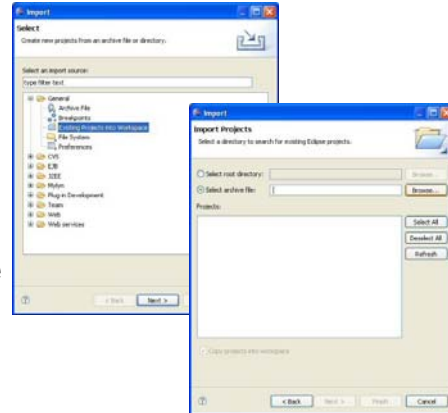 Import
Select
Create new projects from an archive file or directory.
Select an import source:
type filter text
General
Archive File
Breakpoints
Existing Projects into Workspace
File System
Preferences
CVS
EJB
J2EE
Mylyn
Plug-in Development
Team
Web
Web services
< Back
Next >
Import
Import Projects
Select a directory to search for existing Eclipse projects.
Select root directory:
Browse...
Select archive file:
Browse...
Projects:
Select All
Deselect All
Refresh
Copy projects into workspace
< Back
Next >
Finish
Cancel